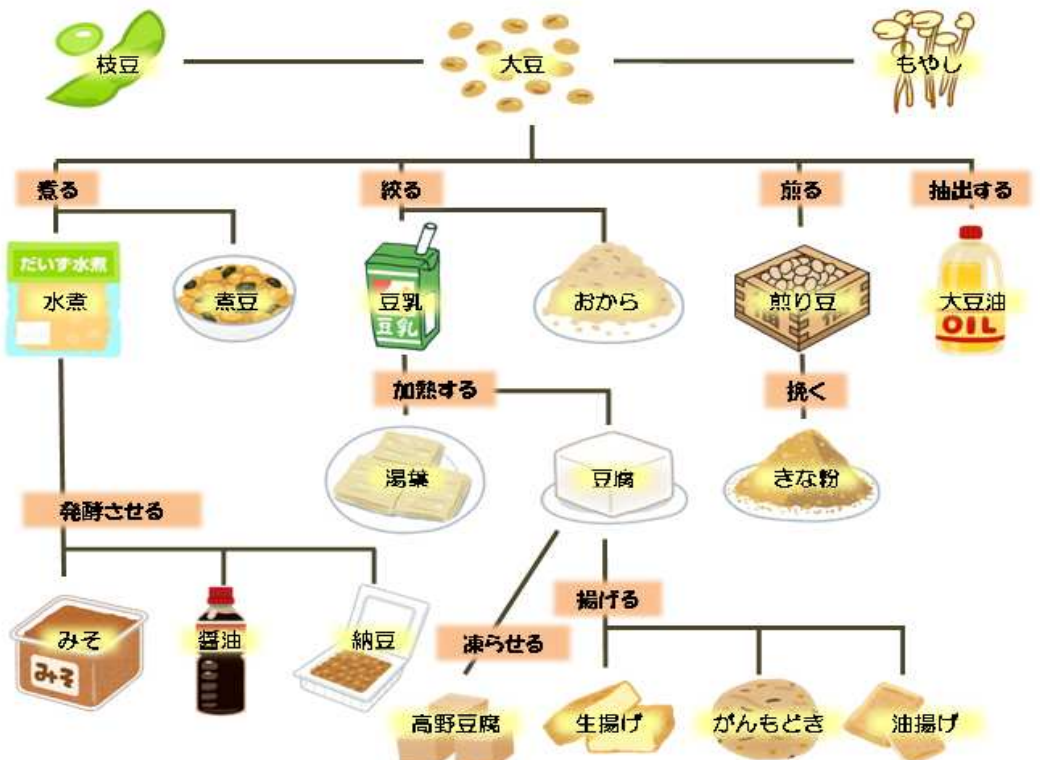 枝豆
大豆
もやし
煮る
絞る
煎る
抽出する
だいず水煮
水煮
煮豆
豆乳
豆乳
おから
煎り豆
大豆油
OIL
加熱する
挽く
湯葉
豆腐
きな粉
発酵させる
揚げる
凍らせる
みそ
みそ
醤油
納豆
高野豆腐
生揚げ
がんもどき
油揚げ